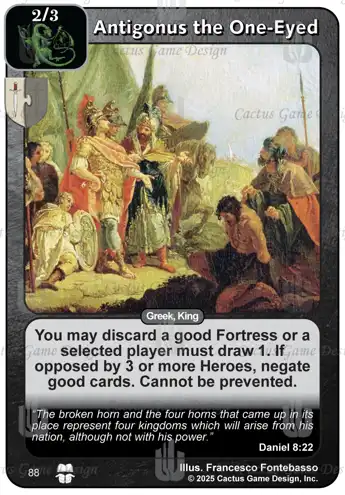 2/3
Antigonus the One-Eyed
Cactus Game Design
Greek, King
You may discard a good Fortress or a
selected player must draw 1. If
opposed by 3 or more Heroes, negate
good cards. Cannot be prevented.
"The broken horn and the four horns that came up in its
place represent four kingdoms which will arise from his
nation, although not with his power."
Daniel 8:22
88
Illus. Francesco Fontebasso
© 2025 Cactus Game Design, Inc.